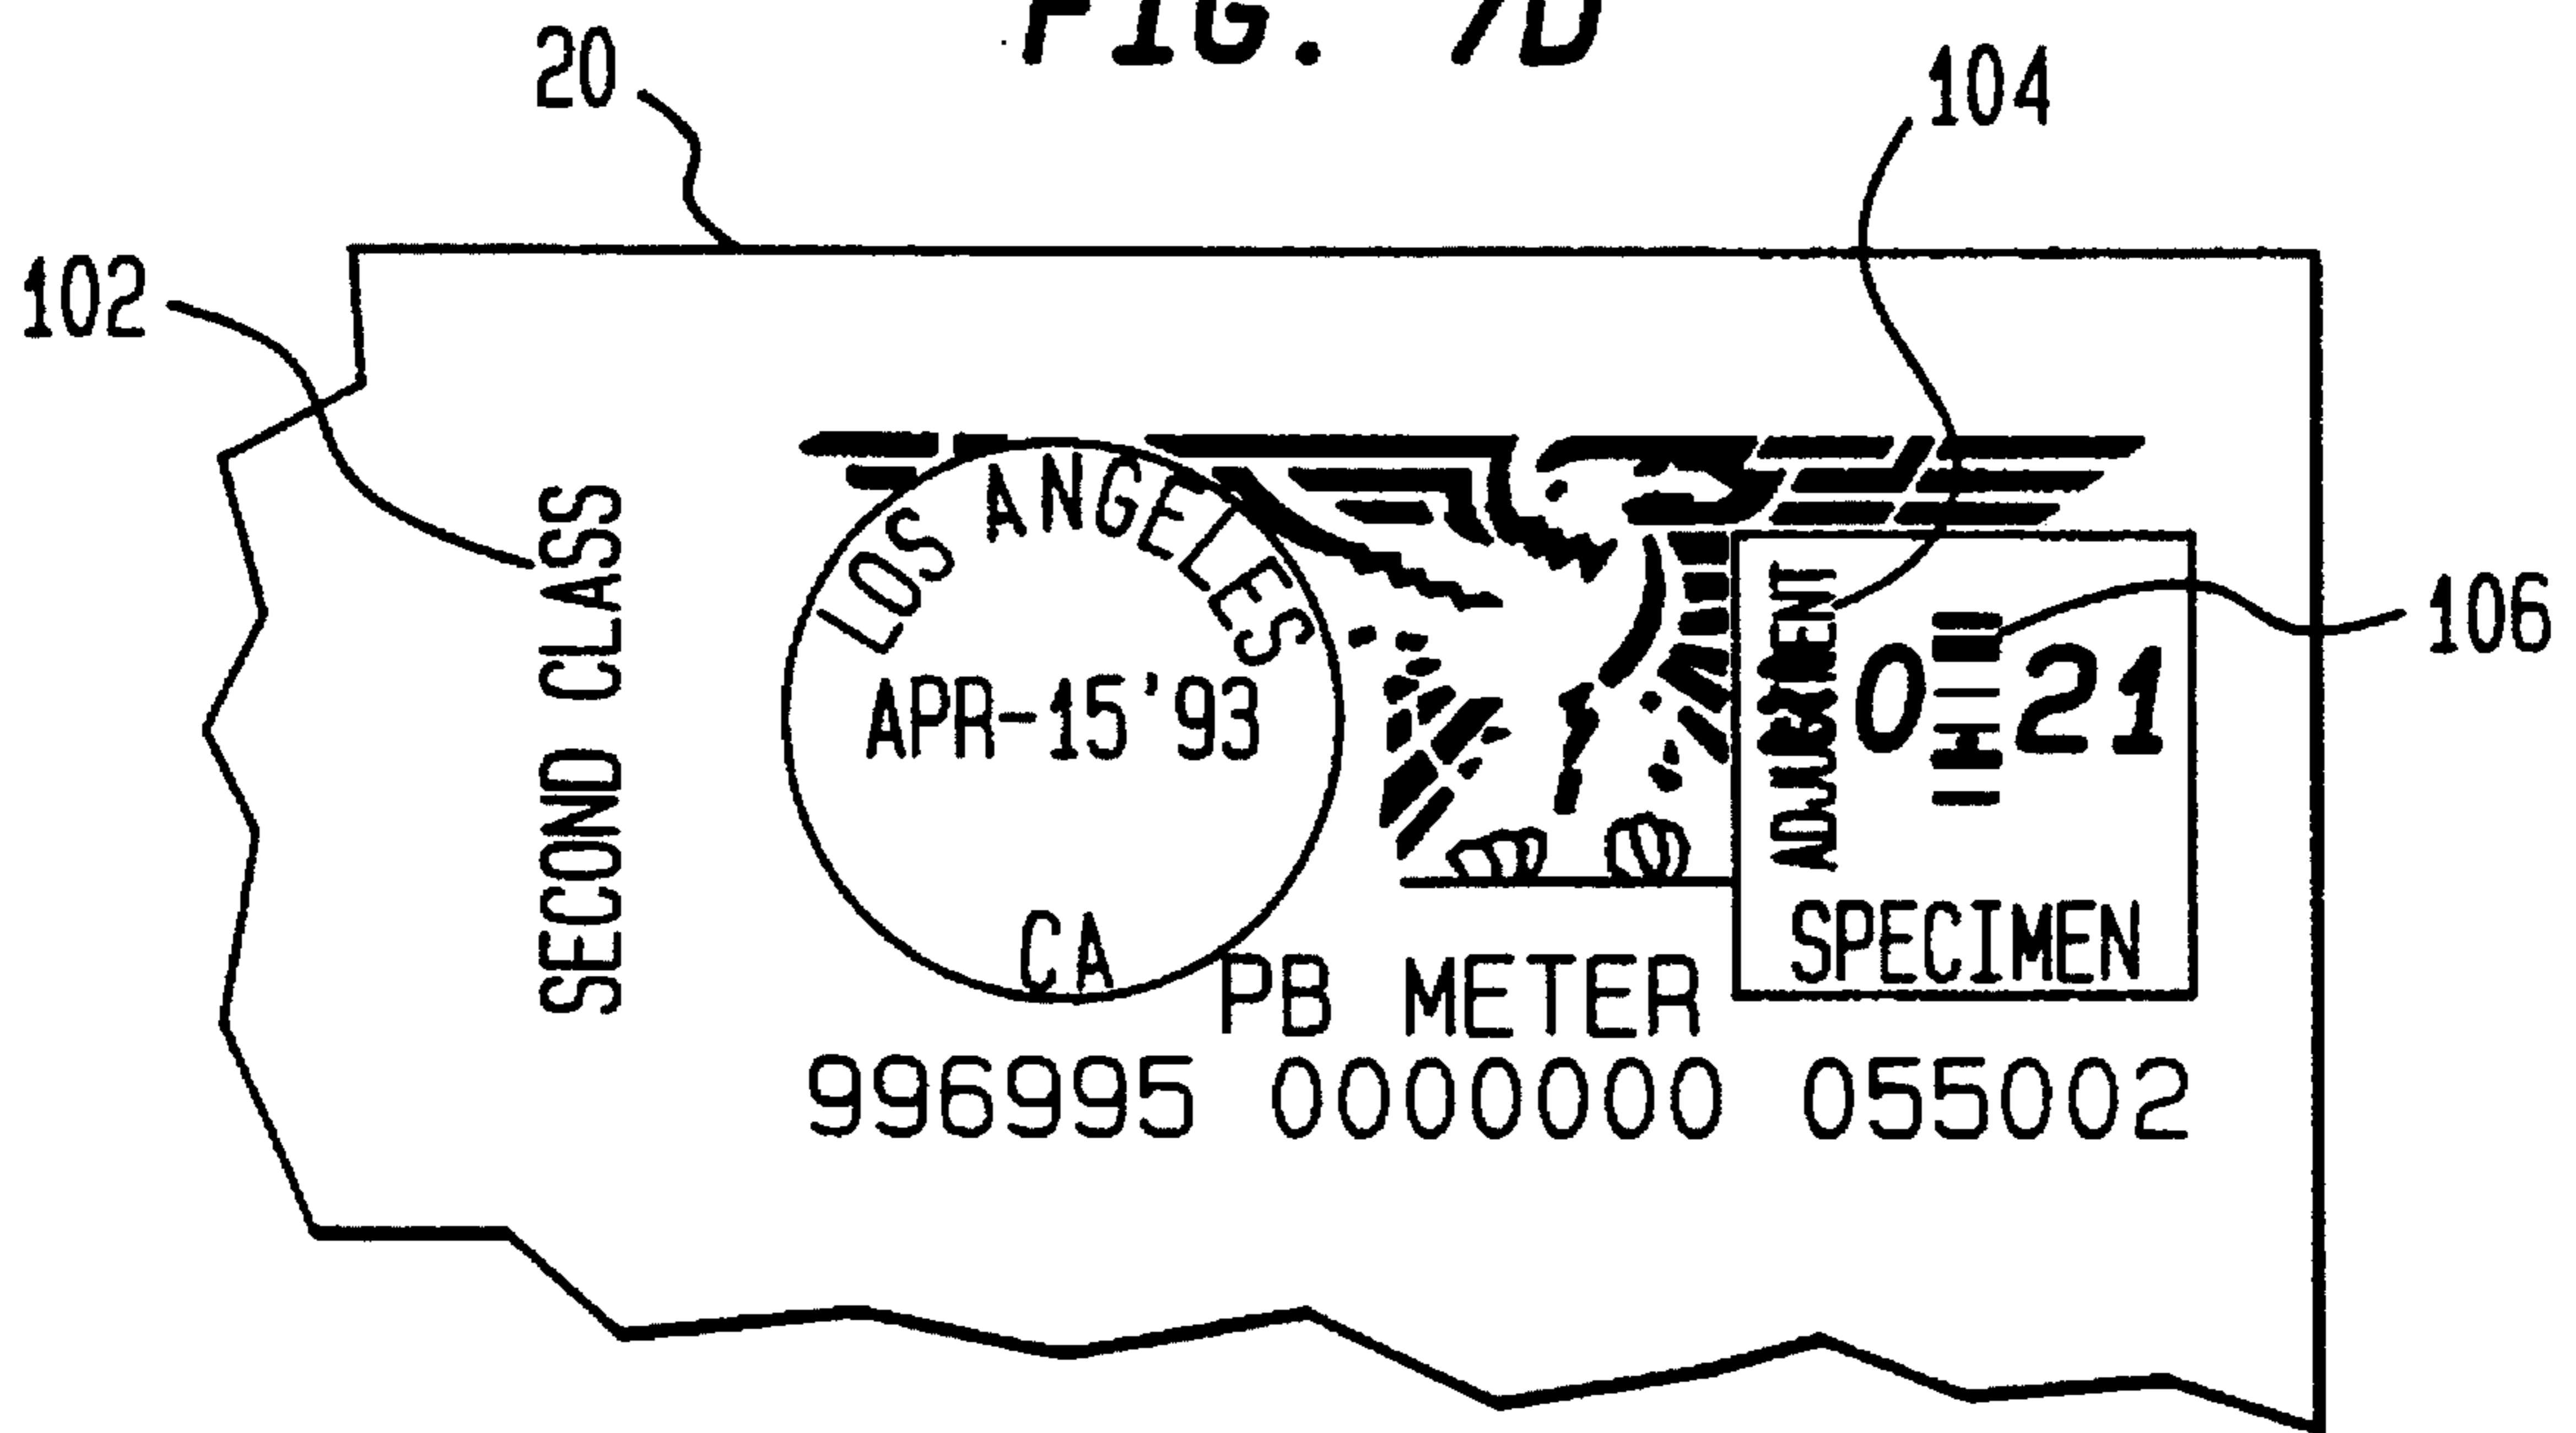 FIG. 7D
20
104
102
106
SECOND CLASS
LOS ANGELES
APR-15'93
CA
ADJUSTMENT
0 21
SPECIMEN
PB METER
996995 0000000 055002